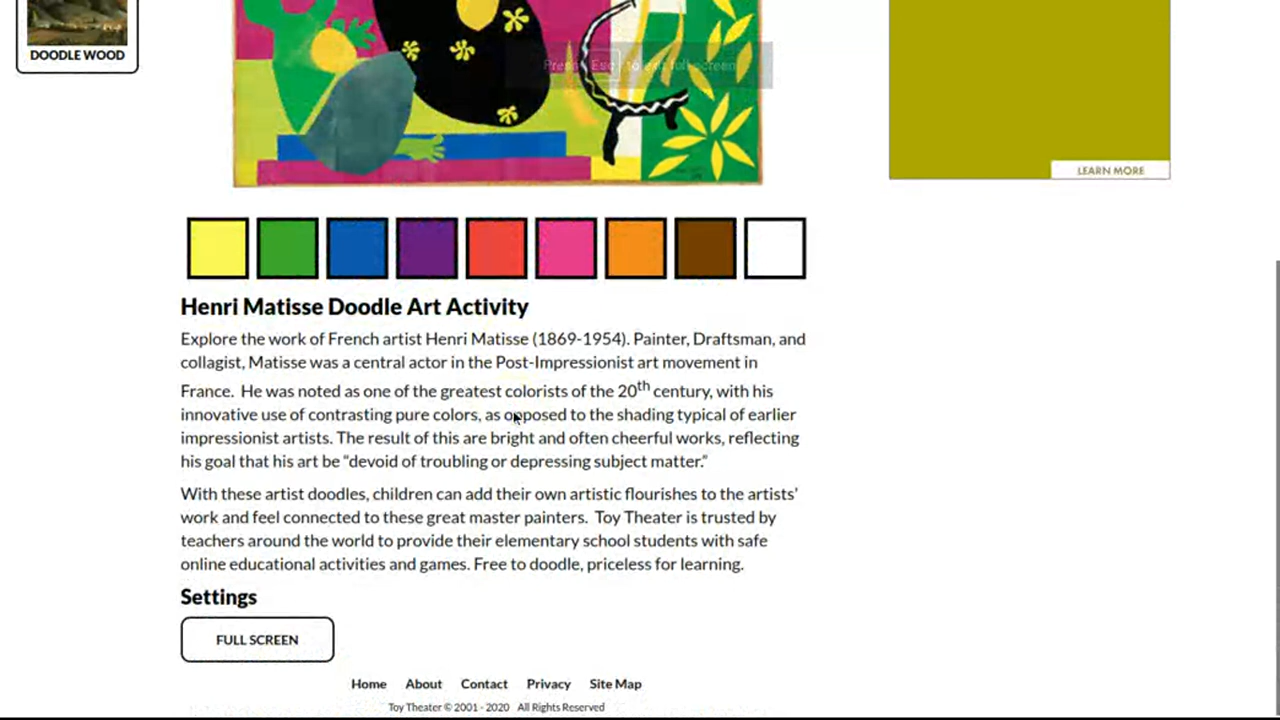 DOODLE WOOD
Press Esc to exit full screen
LEARN MORE
Henri Matisse Doodle Art Activity
Explore the work of French artist Henri Matisse (1869-1954). Painter, Draftsman, and
collagist, Matisse was a central actor in the Post-Impressionist art movement in
France.  He was noted as one of the greatest colorists of the 20th century, with his
innovative use of contrasting pure colors, as opposed to the shading typical of earlier
impressionist artists. The result of this are bright and often cheerful works, reflecting
his goal that his art be “devoid of troubling or depressing subject matter.”
With these artist doodles, children can add their own artistic flourishes to the artists’
work and feel connected to these great master painters.  Toy Theater is trusted by
teachers around the world to provide their elementary school students with safe
online educational activities and games. Free to doodle, priceless for learning.
Settings
FULL SCREEN
Home About Contact Privacy Site Map
Toy Theater © 2001 - 2020 All Rights Reserved